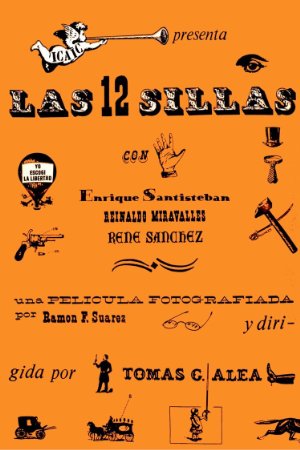 ICAIC
presenta
LAS 12 SILLAS
CON
YO
ESCOGI
LA LIBERTAD
Enrique Santisteban
REINALDO MIRAVALLES
RENE SANCHEZ
una PELICULA FOTOGRAFIADA
por Ramon F. Suarez y diri-
gida por TOMAS G. ALEA